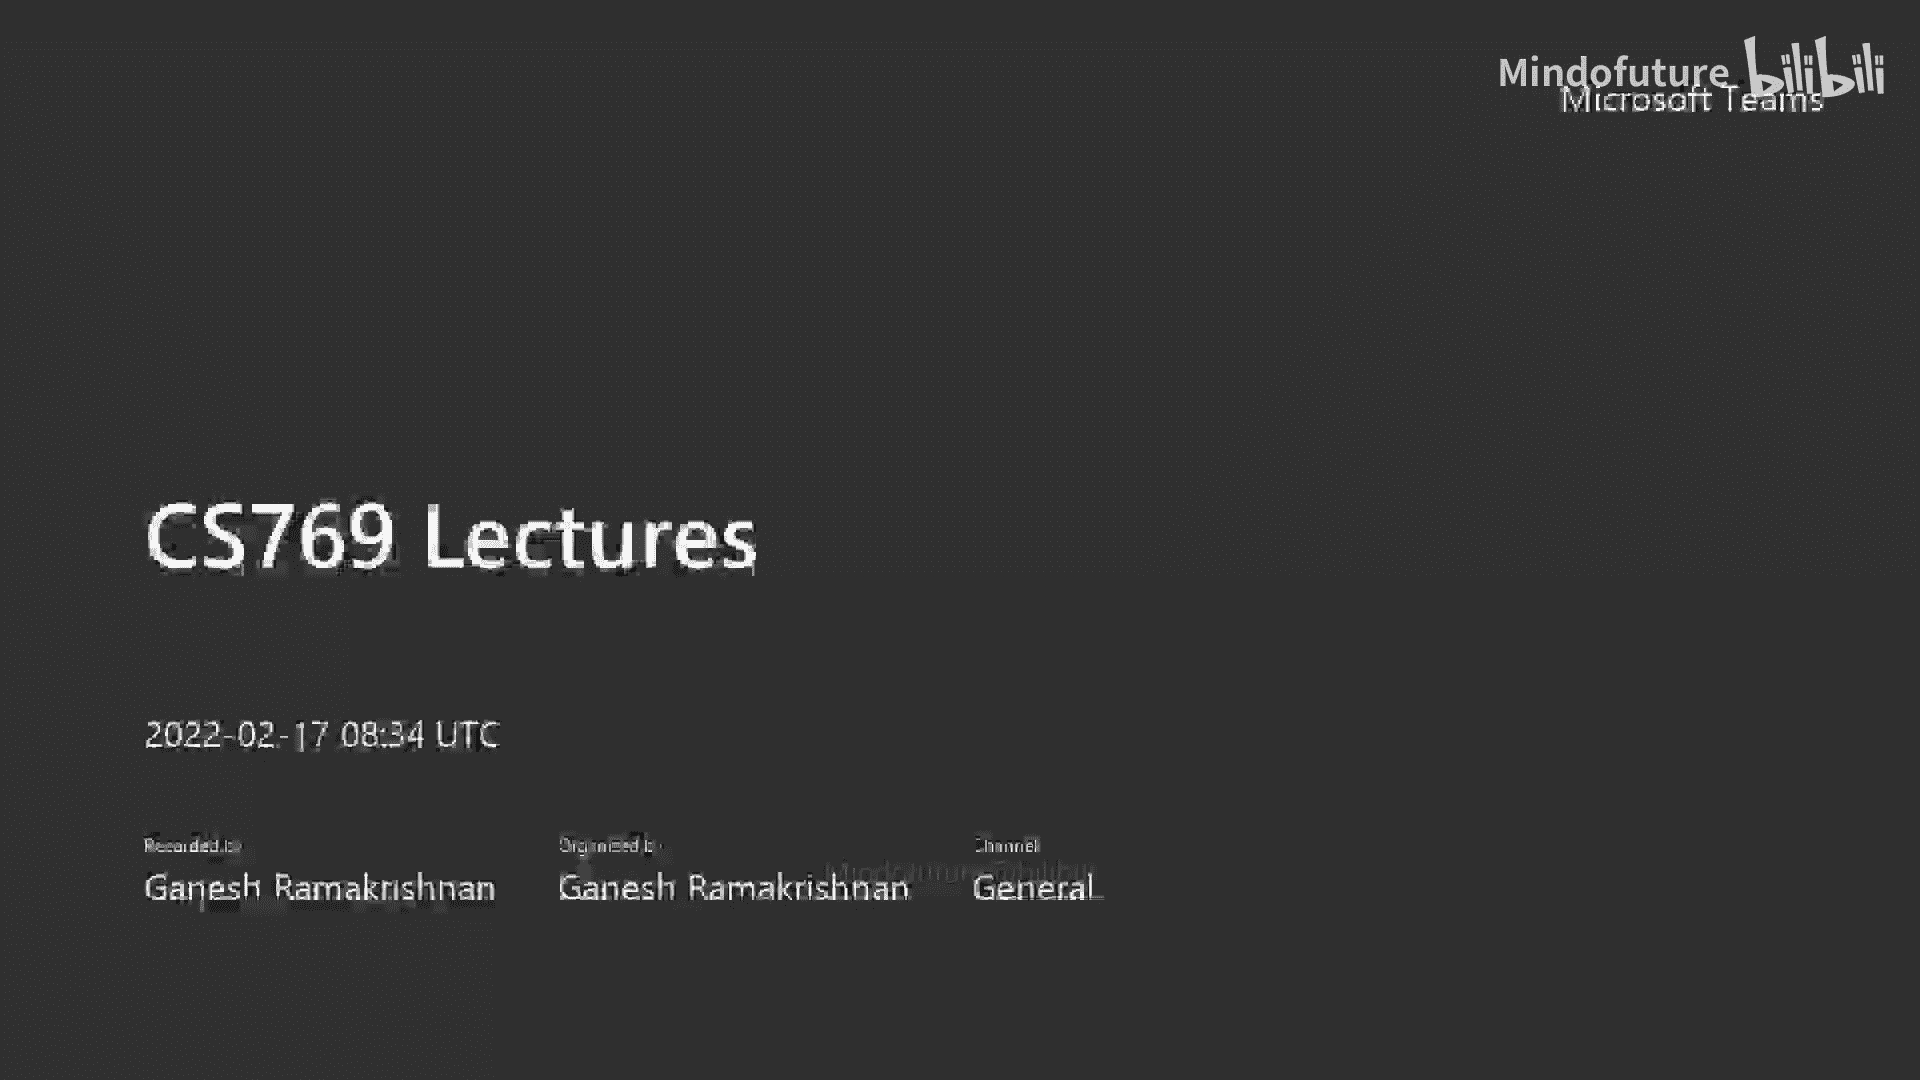 Mindofuture bilibili
Microsoft Teams
CS769 Lectures
2022-02-17 08:34 UTC
Recorded by Organized by Channel
Ganesh Ramakrishnan Ganesh Ramakrishnan General